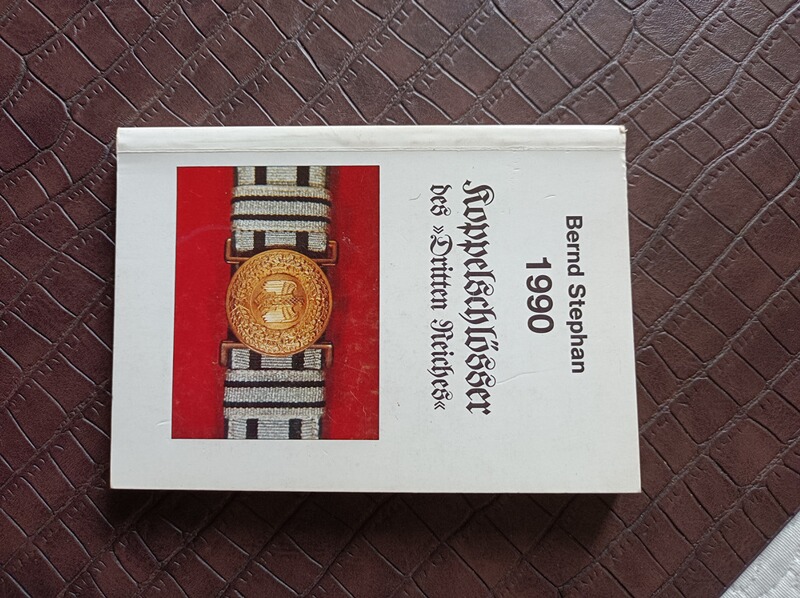 Bernd Stephan
1990
Koppelschlösser
des »Dritten Reiches«